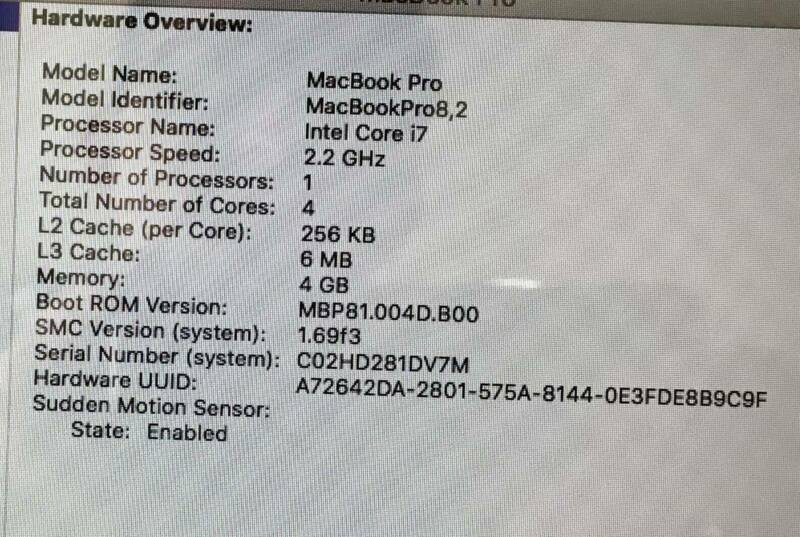 Hardware Overview:
Model Name: MacBook Pro
Model Identifier: MacBookPro8,2
Processor Name: Intel Core i7
Processor Speed: 2.2 GHz
Number of Processors: 1
Total Number of Cores: 4
L2 Cache (per Core): 256 KB
L3 Cache: 6 MB
Memory: 4 GB
Boot ROM Version: MBP81.004D.B00
SMC Version (system): 1.69f3
Serial Number (system): C02HD281DV7M
Hardware UUID: A72642DA-2801-575A-8144-0E3FDE8B9C9F
Sudden Motion Sensor:
State: Enabled